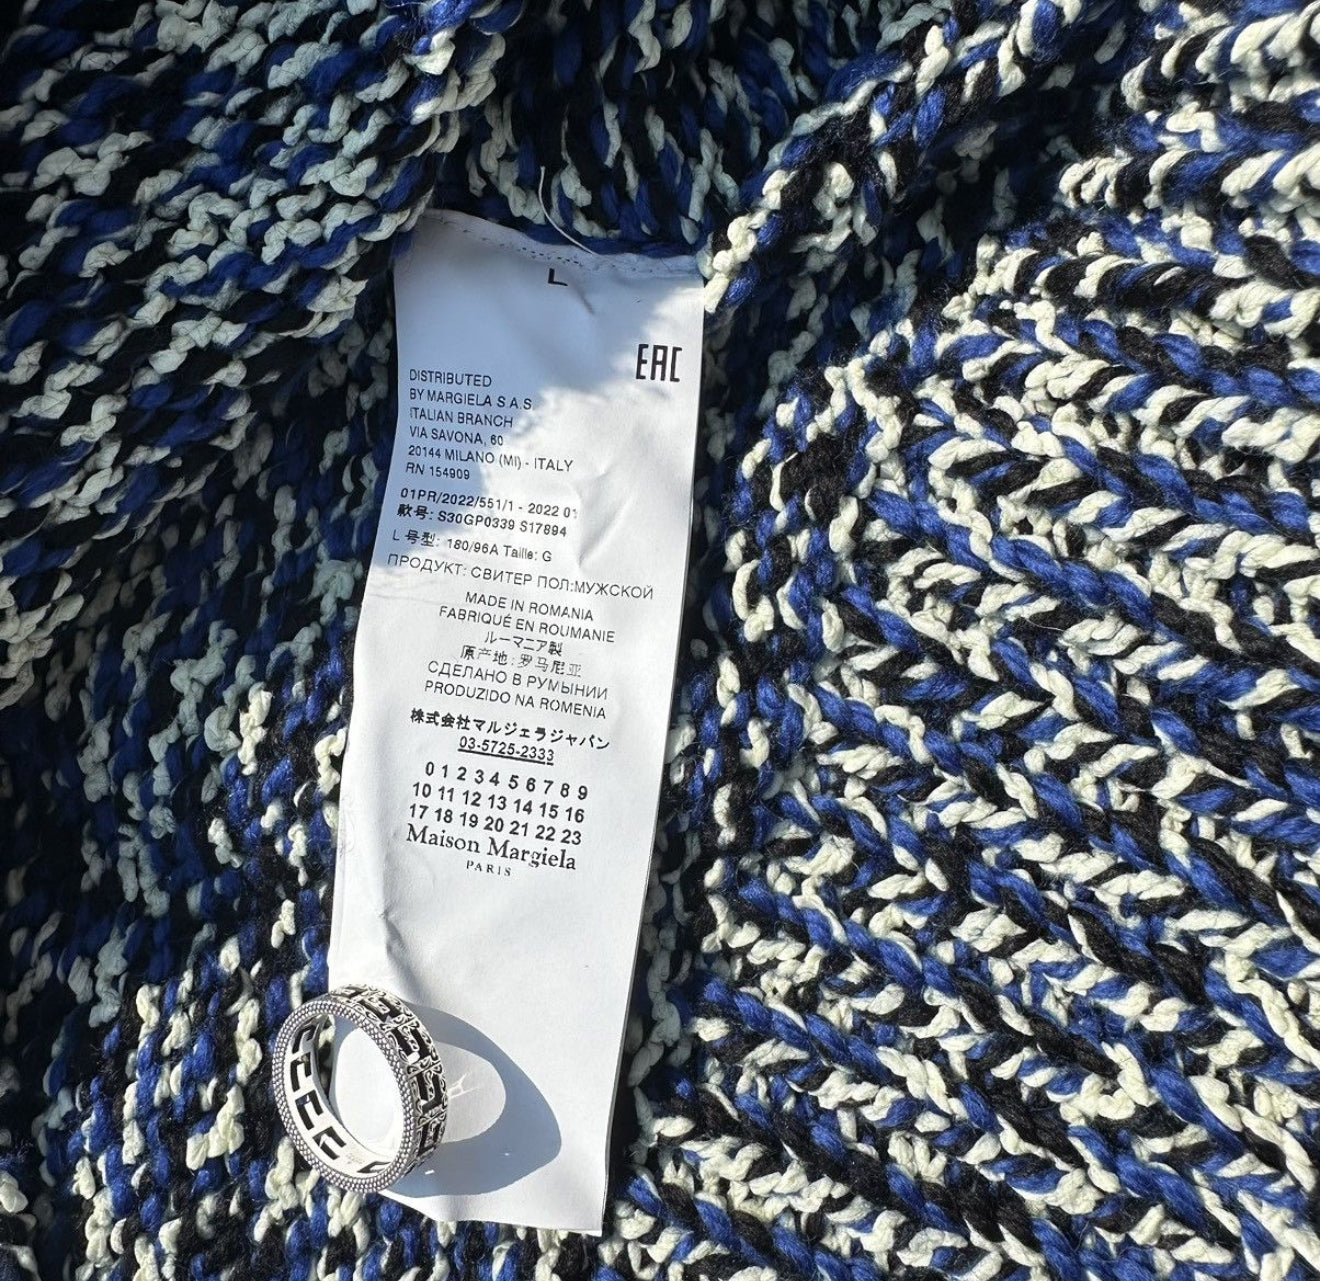 L
EAC
DISTRIBUTED
BY MARGIELA S.A.S.
ITALIAN BRANCH
VIA SAVONA, 60
20144 MILANO (MI) - ITALY
RN 154909
01PR/2022/551/1 - 2022 01
款号: S30GP0339 S17894
L 号型: 180/96A Taille: G
ПРОДУКТ: СВИТЕР ПОЛ:МУЖСКОЙ
MADE IN ROMANIA
FABRIQUÉ EN ROUMANIE
ルーマニア製
原产地: 罗马尼亚
СДЕЛАНО В РУМЫНИИ
PRODUZIDO NA ROMENIA
株式会社マルジェラジャパン
03-5725-2333
0 1 2 3 4 5 6 7 8 9
10 11 12 13 14 15 16
17 18 19 20 21 22 23
Maison Margiela
PARIS